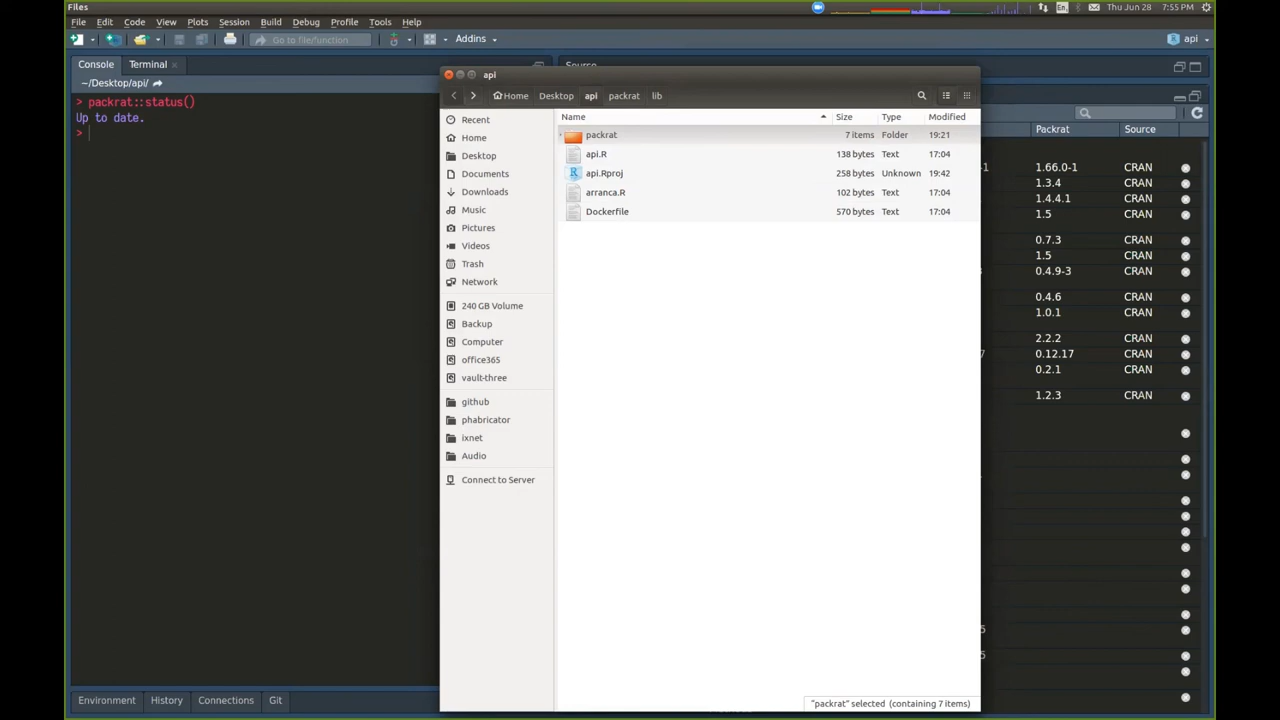 Files
En
Thu Jun 28
7:55 PM
File Edit Code View Plots Session Build Debug Profile Tools Help
Go to file/function
Addins
api
Console Terminal
~/Desktop/api/
> packrat::status()
Up to date.
>
Source
api
Home Desktop api packrat lib
Name Size Type Modified
packrat 7 items Folder 19:21
api.R 138 bytes Text 17:04
api.Rproj 258 bytes Unknown 19:42
arranca.R 102 bytes Text 17:04
Dockerfile 570 bytes Text 17:04
Recent
Home
Desktop
Documents
Downloads
Music
Pictures
Videos
Trash
Network
240 GB Volume
Backup
Computer
office365
vault-three
github
phabricator
ixnet
Audio
Connect to Server
"packrat" selected (containing 7 items)
Packrat Source
1.66.0-1 CRAN
1.3.4 CRAN
1.4.4.1 CRAN
1.5 CRAN
0.7.3 CRAN
1.5 CRAN
0.4.9-3 CRAN
0.4.6 CRAN
1.0.1 CRAN
2.2.2 CRAN
0.12.17 CRAN
0.2.1 CRAN
1.2.3 CRAN
Environment History Connections Git